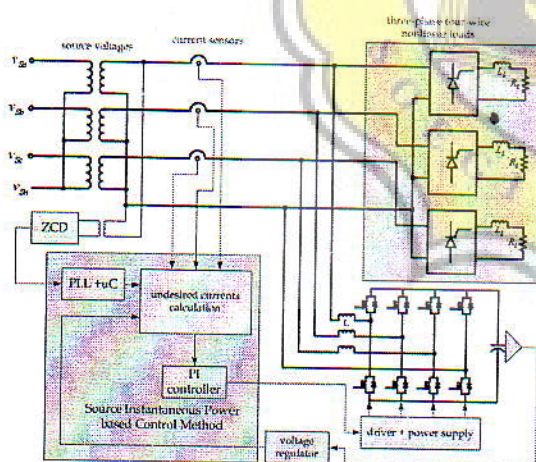 three-phase four-wire
nonlinear loads
source voltages
current sensors
V_Sa
V_Sb
V_Sc
V_Sn
ZCD
PLL +uC
undesired currents
calculation
PI
controller
Source Instantaneous Power
based Control Method
voltage
regulator
driver + power supply
L